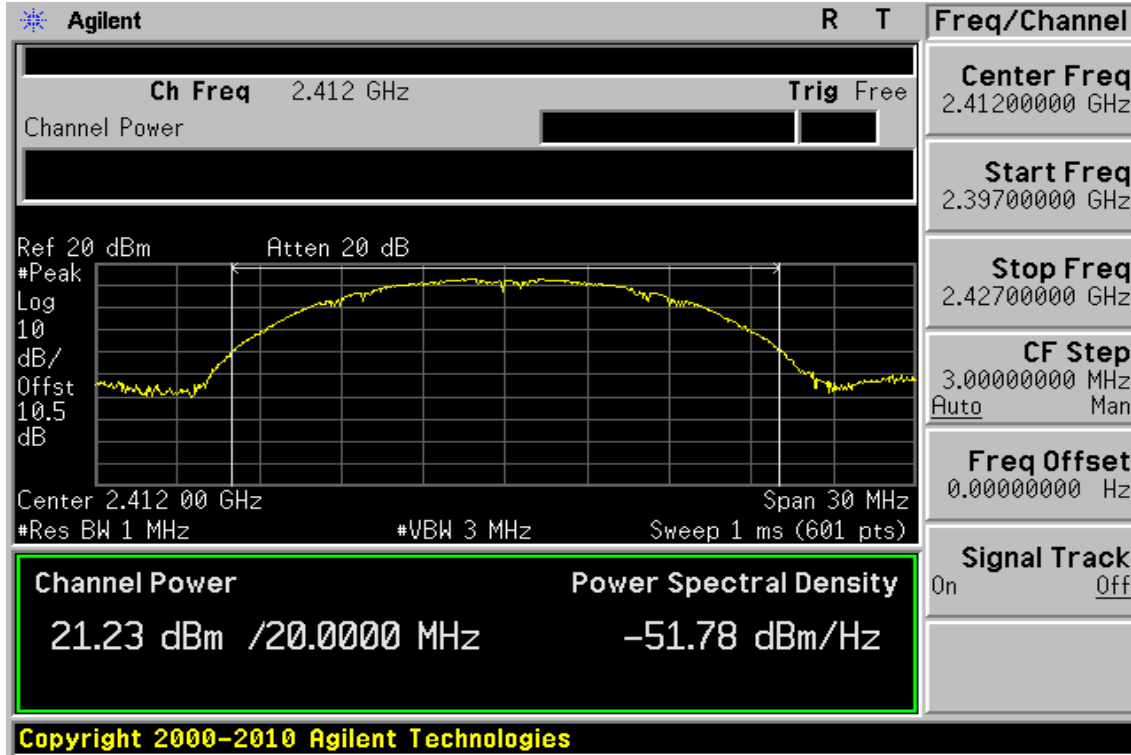 Agilent R T
Ch Freq 2.412 GHz Trig Free
Channel Power
Ref 20 dBm Atten 20 dB
#Peak
Log
10
dB/
Offst
10.5
dB
Center 2.412 00 GHz Span 30 MHz
#Res BW 1 MHz #VBW 3 MHz Sweep 1 ms (601 pts)
Channel Power Power Spectral Density
21.23 dBm /20.0000 MHz -51.78 dBm/Hz
Copyright 2000-2010 Agilent Technologies
Freq/Channel
Center Freq
2.41200000 GHz
Start Freq
2.39700000 GHz
Stop Freq
2.42700000 GHz
CF Step
3.00000000 MHz
Auto Man
Freq Offset
0.00000000 Hz
Signal Track
On Off